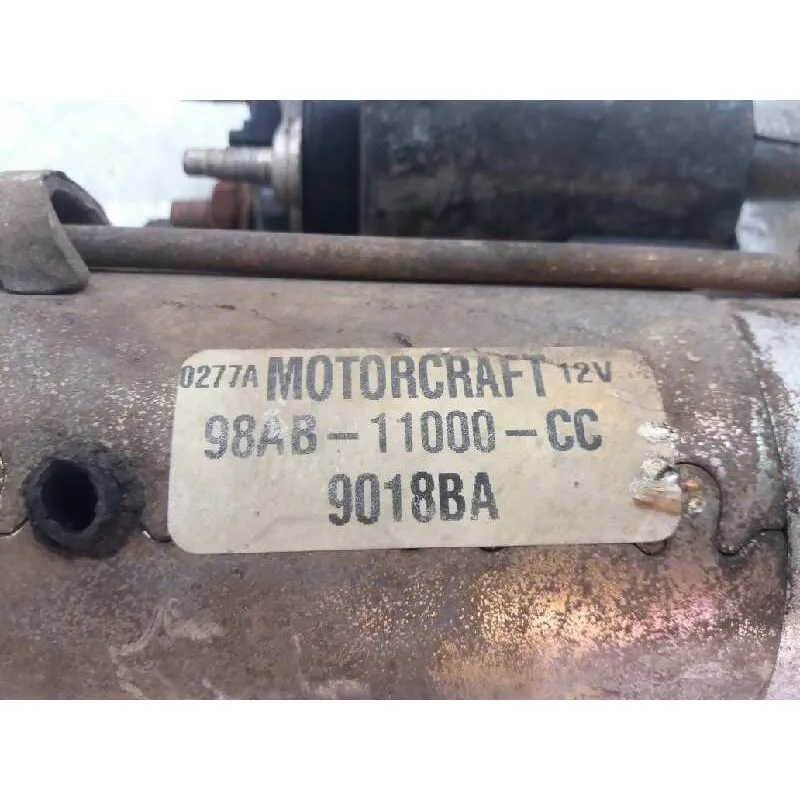 0277A MOTORCRAFT 12V
98AB-11000-CC
9018BA